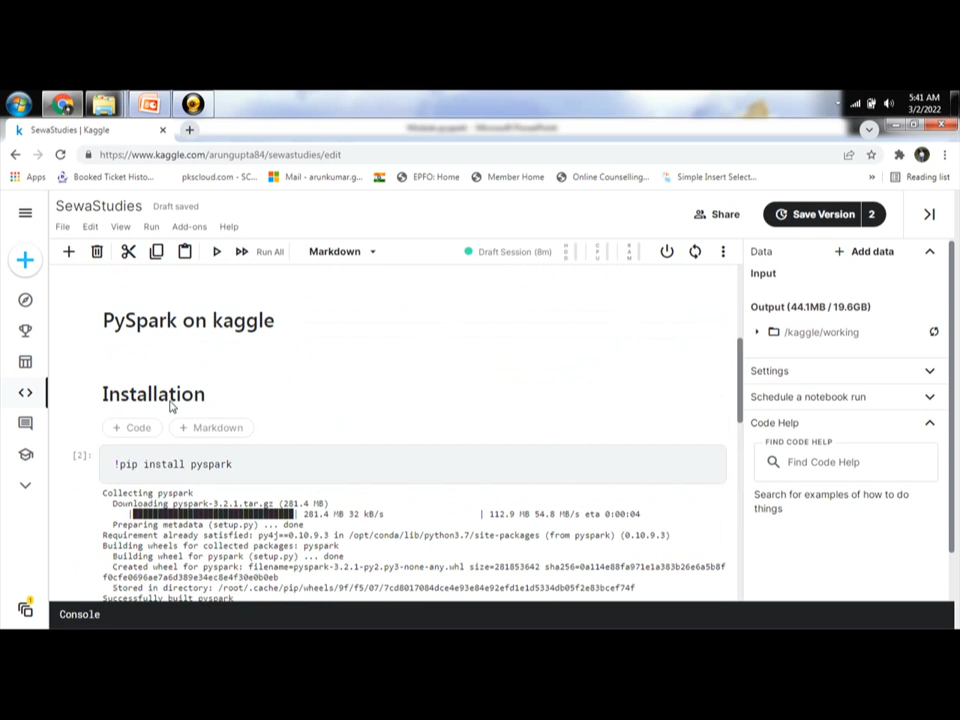 5:41 AM
3/2/2022
SewaStudies | Kaggle
Microsoft PowerPoint
https://www.kaggle.com/arungupta84/sewastudies/edit
Apps
Booked Ticket Histo...
pkscloud.com - SC...
Mail - arunkumar.g...
EPFO: Home
Member Home
Online Counselling...
Simple Insert Select...
»
Reading list
SewaStudies
Draft saved
File Edit View Run Add-ons Help
Share
Save Version 2
Run All
Markdown
Draft Session (8m)
Data
+ Add data
Input
Output (44.1MB / 19.6GB)
/kaggle/working
Settings
Schedule a notebook run
Code Help
FIND CODE HELP
Find Code Help
Search for examples of how to do
things
PySpark on kaggle
Installation
+ Code
+ Markdown
[2]:
!pip install pyspark
Collecting pyspark
Downloading pyspark-3.2.1.tar.gz (281.4 MB)
| 281.4 MB 32 kB/s | 112.9 MB 54.8 MB/s eta 0:00:04
Preparing metadata (setup.py) ... done
Requirement already satisfied: py4j==0.10.9.3 in /opt/conda/lib/python3.7/site-packages (from pyspark) (0.10.9.3)
Building wheels for collected packages: pyspark
Building wheel for pyspark (setup.py) ... done
Created wheel for pyspark: filename=pyspark-3.2.1-py2.py3-none-any.whl size=281853642 sha256=0a114e88fa971e1a383b26e6a5b8f
f0cfe0696ae7a6d389e34ec8e4f30e0b0eb
Stored in directory: /root/.cache/pip/wheels/9f/f5/07/7cd8017084dce4e93e84e92efd1e1d5334db05f2e83bcef74f
Successfully built pyspark
1
Console